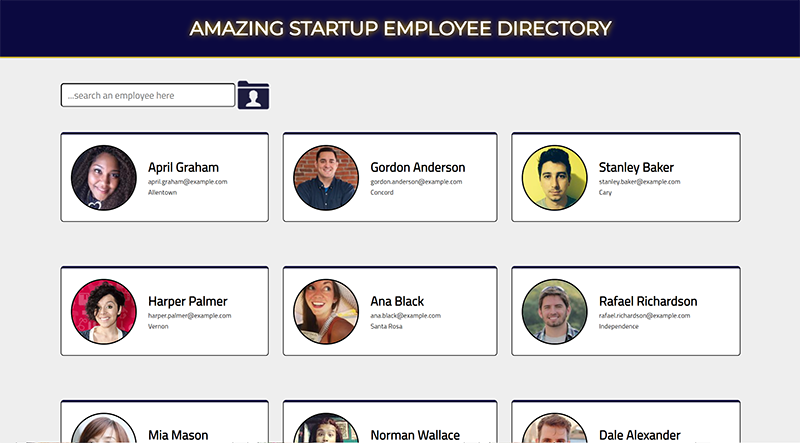 AMAZING STARTUP EMPLOYEE DIRECTORY
...search an employee here
April Graham
april.graham@example.com
Allentown
Gordon Anderson
gordon.anderson@example.com
Concord
Stanley Baker
stanley.baker@example.com
Cary
Harper Palmer
harper.palmer@example.com
Vernon
Ana Black
ana.black@example.com
Santa Rosa
Rafael Richardson
rafael.richardson@example.com
Independence
Mia Mason
Norman Wallace
Dale Alexander